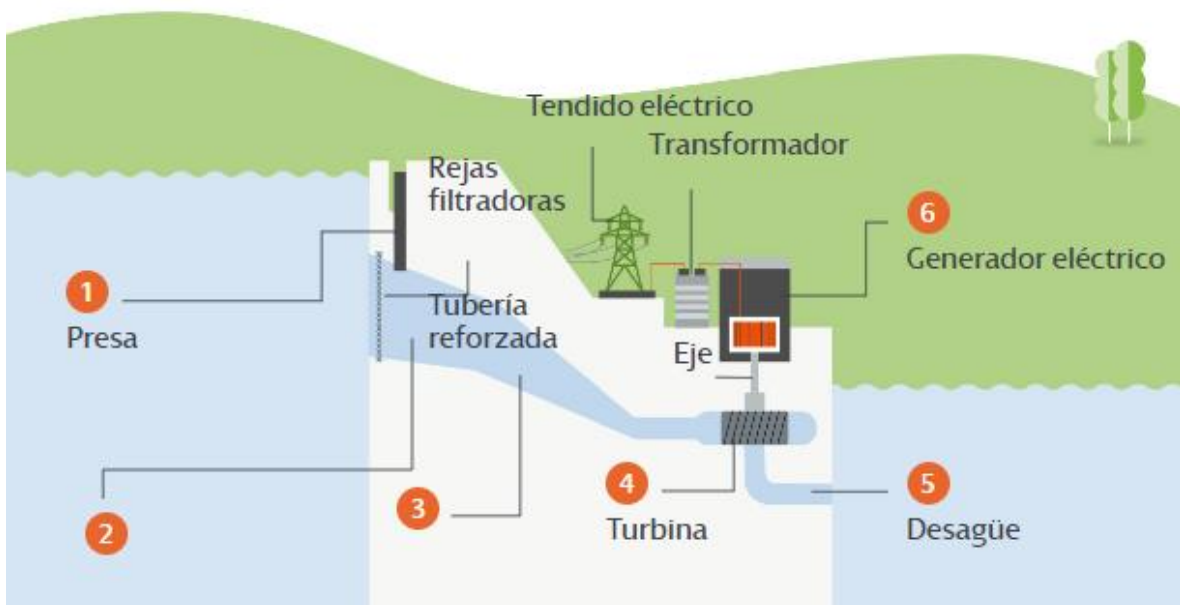 Tendido eléctrico
Transformador
Rejas
filtradoras
6
Generador eléctrico
1
Presa
Tubería
reforzada
Eje
2
3
4
Turbina
5
Desagüe